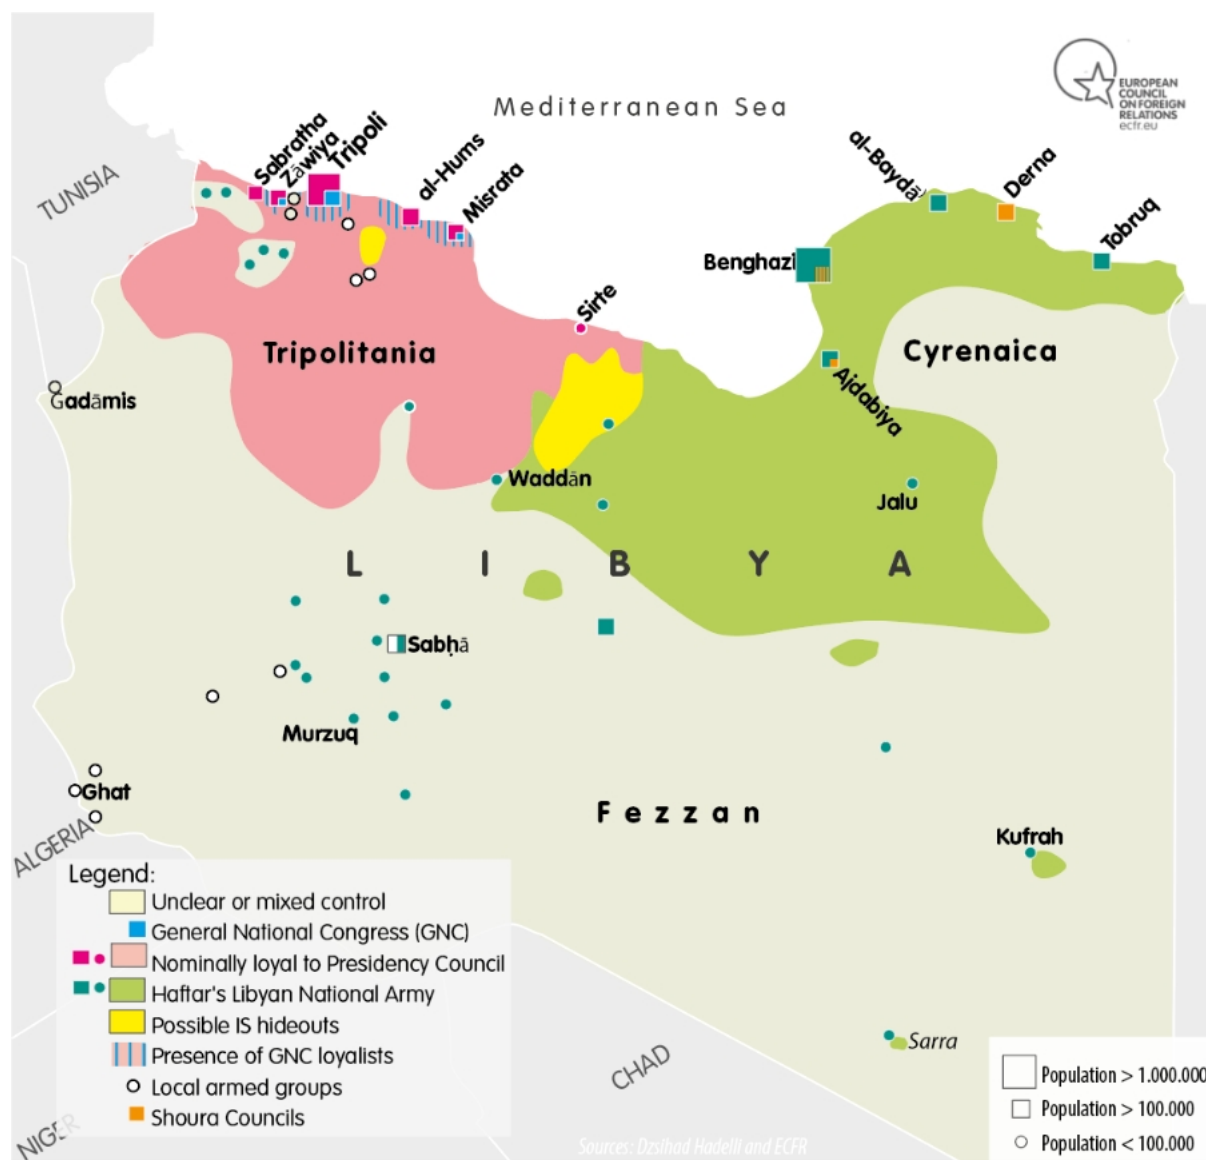 Mediterranean Sea
EUROPEAN
COUNCIL
ON FOREIGN
RELATIONS
ecfr.eu
TUNISIA
Sabratha
Zāwiya
Tripoli
al-Hums
Misrata
al-Baydāʾ
Derna
Tobruq
Benghazi
Sirte
Tripolitania
Cyrenaica
Ajdabiya
Ġadāmis
Waddān
Jalu
L I B Y A
Sabḥā
Murzuq
Ghat
Fezzan
Kufrah
ALGERIA
Sarra
CHAD
NIGER
Legend:
Unclear or mixed control
General National Congress (GNC)
Nominally loyal to Presidency Council
Haftar's Libyan National Army
Possible IS hideouts
Presence of GNC loyalists
Local armed groups
Shoura Councils
Population > 1.000.000
Population > 100.000
Population < 100.000
Sources: Dzsihad Hadelli and ECFR